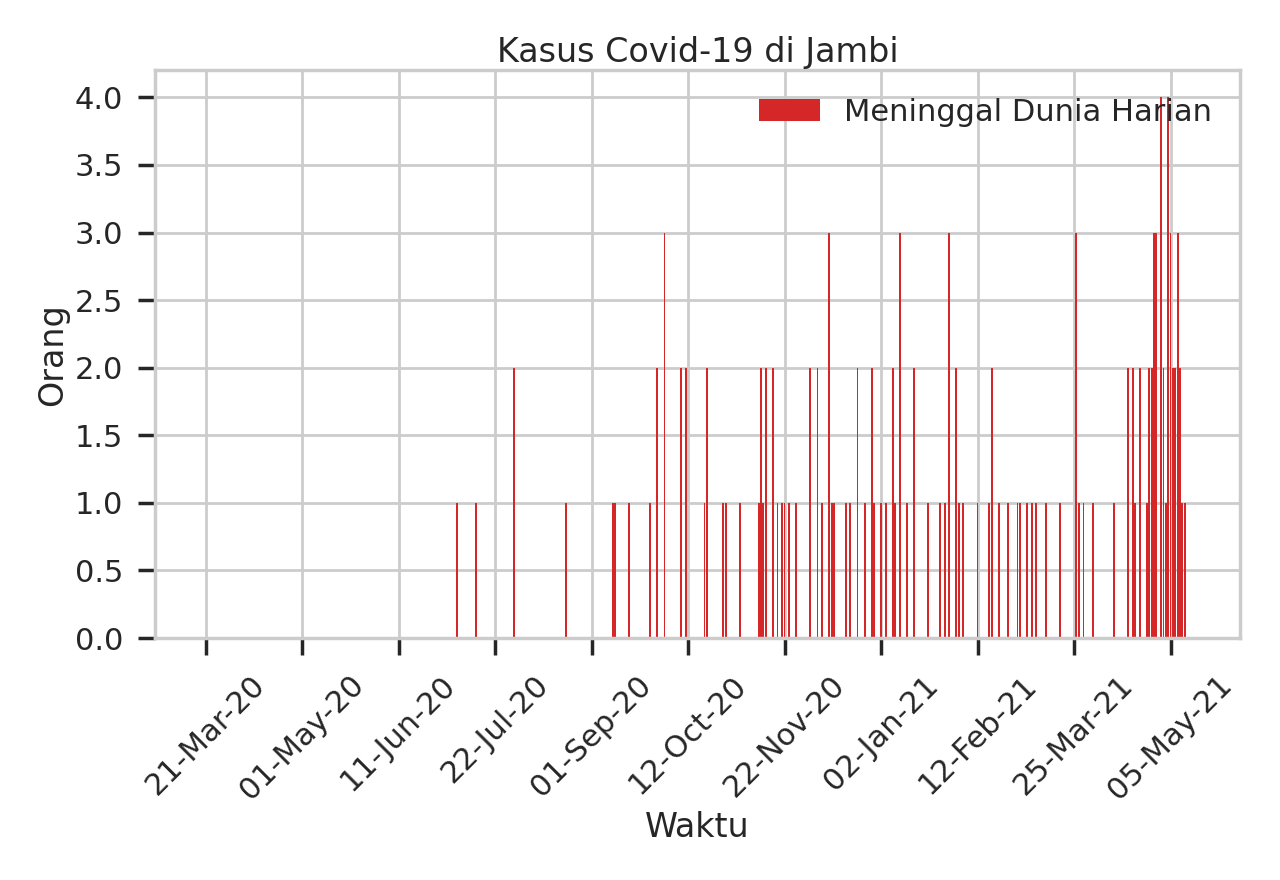 Kasus Covid-19 di Jambi
Meninggal Dunia Harian
Orang
4.0
3.5
3.0
2.5
2.0
1.5
1.0
0.5
0.0
21-Mar-20
01-May-20
11-Jun-20
22-Jul-20
01-Sep-20
12-Oct-20
22-Nov-20
02-Jan-21
12-Feb-21
25-Mar-21
05-May-21
Waktu